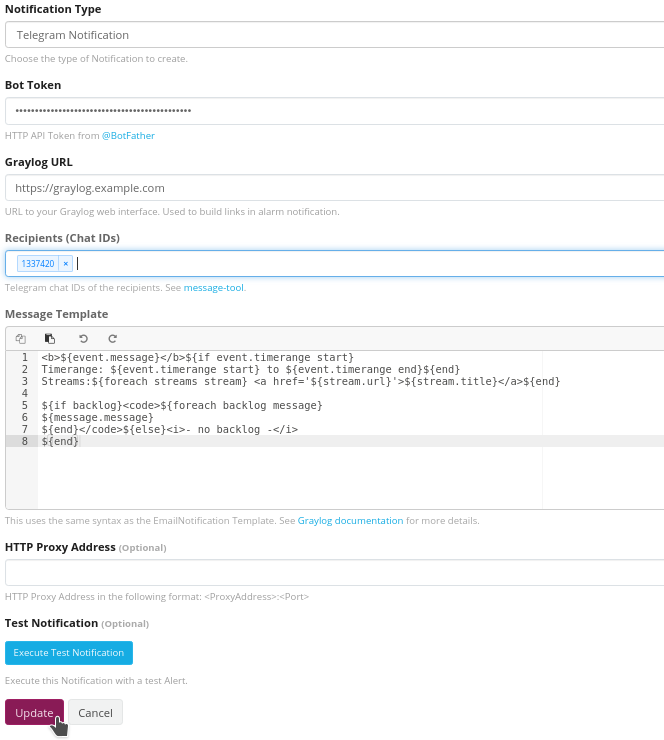 Notification Type
Telegram Notification
Choose the type of Notification to create.
Bot Token
••••••••••••••••••••••••••••••••••••••••••••••
HTTP API Token from @BotFather
Graylog URL
https://graylog.example.com
URL to your Graylog web interface. Used to build links in alarm notification.
Recipients (Chat IDs)
1337420 ×
Telegram chat IDs of the recipients. See message-tool.
Message Template
1 <b>${event.message}</b>${if event.timerange start}
2 Timerange: ${event.timerange start} to ${event.timerange end}${end}
3 Streams:${foreach streams stream} <a href='${stream.url}'>${stream.title}</a>${end}
4
5 ${if backlog}<code>${foreach backlog message}
6 ${message.message}
7 ${end}</code>${else}<i>- no backlog -</i>
8 ${end}
This uses the same syntax as the EmailNotification Template. See Graylog documentation for more details.
HTTP Proxy Address (Optional)
HTTP Proxy Address in the following format: <ProxyAddress>:<Port>
Test Notification (Optional)
Execute Test Notification
Execute this Notification with a test Alert.
Update Cancel